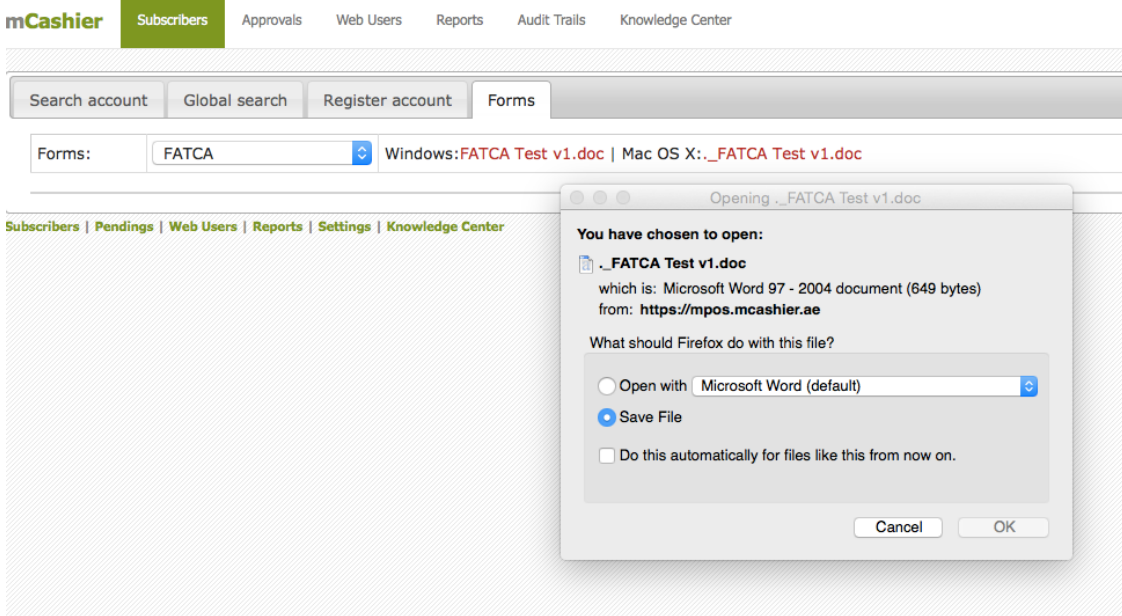 mCashier Subscribers Approvals Web Users Reports Audit Trails Knowledge Center
Search account Global search Register account Forms
Forms: FATCA Windows:FATCA Test v1.doc | Mac OS X:._FATCA Test v1.doc
Subscribers | Pendings | Web Users | Reports | Settings | Knowledge Center
Opening ._FATCA Test v1.doc
You have chosen to open:
._FATCA Test v1.doc
which is: Microsoft Word 97 - 2004 document (649 bytes)
from: https://mpos.mcashier.ae
What should Firefox do with this file?
Open with Microsoft Word (default)
Save File
Do this automatically for files like this from now on.
Cancel OK